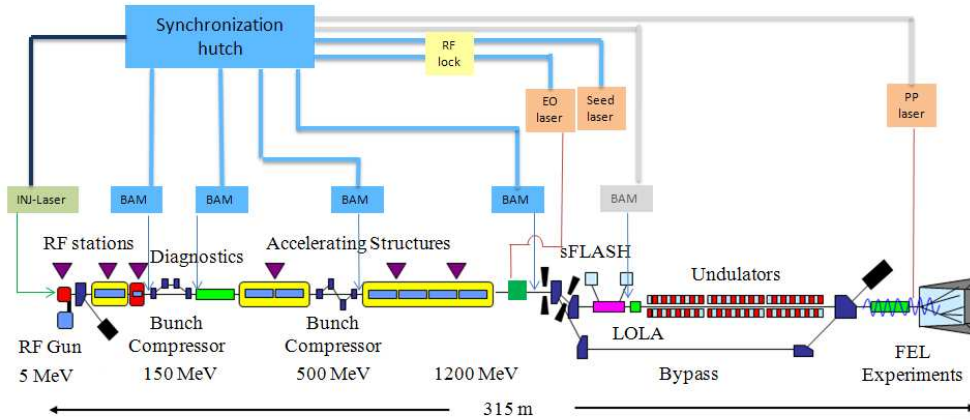 Synchronization
hutch
RF
lock
EO
laser
Seed
laser
PP
laser
INJ-Laser
BAM
BAM
BAM
BAM
BAM
RF stations
Diagnostics
Accelerating Structures
sFLASH
Undulators
RF Gun
Bunch
Compressor
Bunch
Compressor
LOLA
Bypass
FEL
Experiments
5 MeV
150 MeV
500 MeV
1200 MeV
315 m